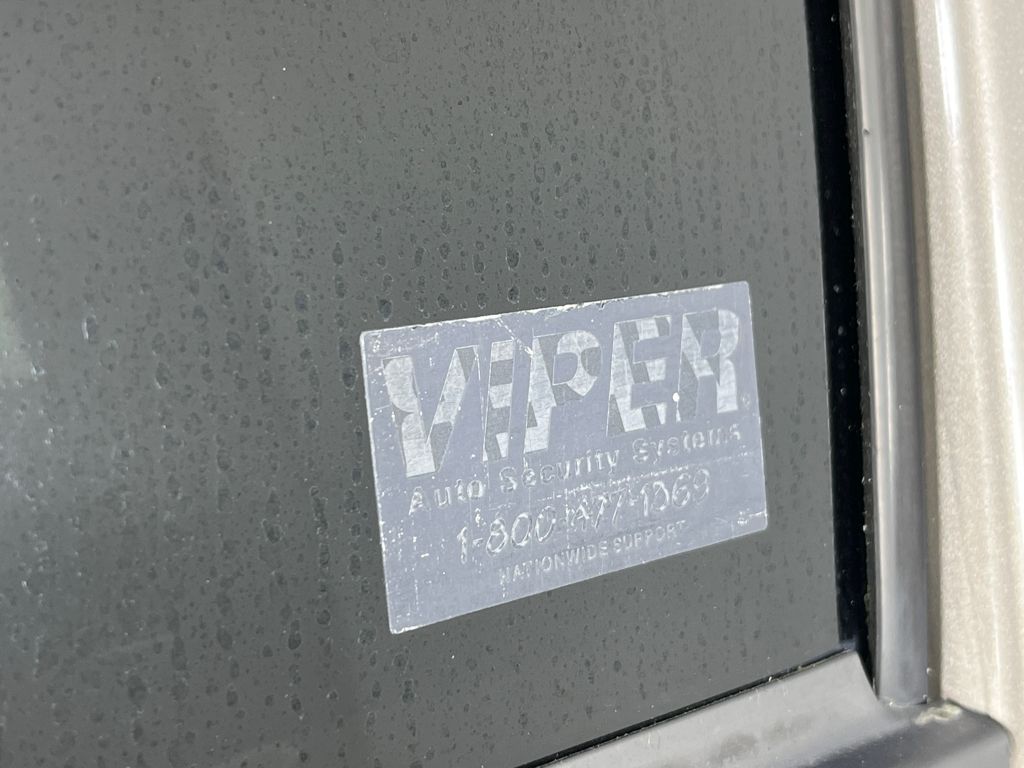 VIPER®
Auto Security Systems
1-800-477-1369
NATIONWIDE SUPPORT